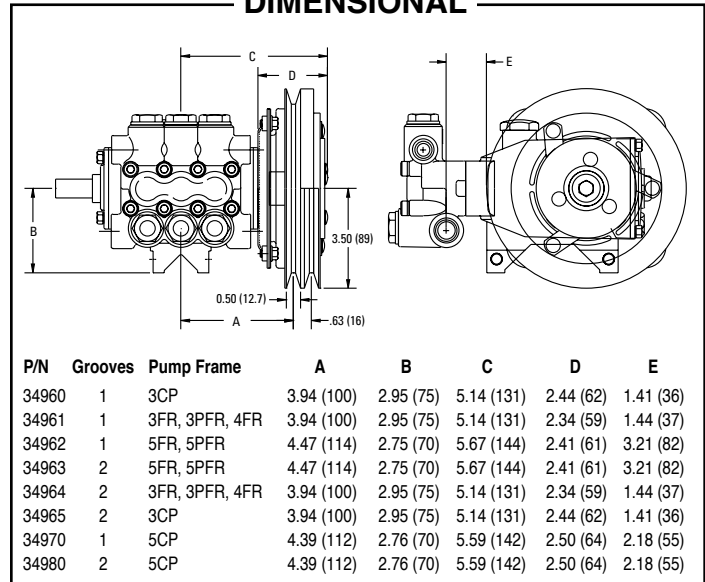 DIMENSIONAL
C
D
E
B
3.50 (89)
0.50 (12.7)
A
.63 (16)
P/N Grooves Pump Frame A B C D E
34960 1 3CP 3.94 (100) 2.95 (75) 5.14 (131) 2.44 (62) 1.41 (36)
34961 1 3FR, 3PFR, 4FR 3.94 (100) 2.95 (75) 5.14 (131) 2.34 (59) 1.44 (37)
34962 1 5FR, 5PFR 4.47 (114) 2.75 (70) 5.67 (144) 2.41 (61) 3.21 (82)
34963 2 5FR, 5PFR 4.47 (114) 2.75 (70) 5.67 (144) 2.41 (61) 3.21 (82)
34964 2 3FR, 3PFR, 4FR 3.94 (100) 2.95 (75) 5.14 (131) 2.34 (59) 1.44 (37)
34965 2 3CP 3.94 (100) 2.95 (75) 5.14 (131) 2.44 (62) 1.41 (36)
34970 1 5CP 4.39 (112) 2.76 (70) 5.59 (142) 2.50 (64) 2.18 (55)
34980 2 5CP 4.39 (112) 2.76 (70) 5.59 (142) 2.50 (64) 2.18 (55)